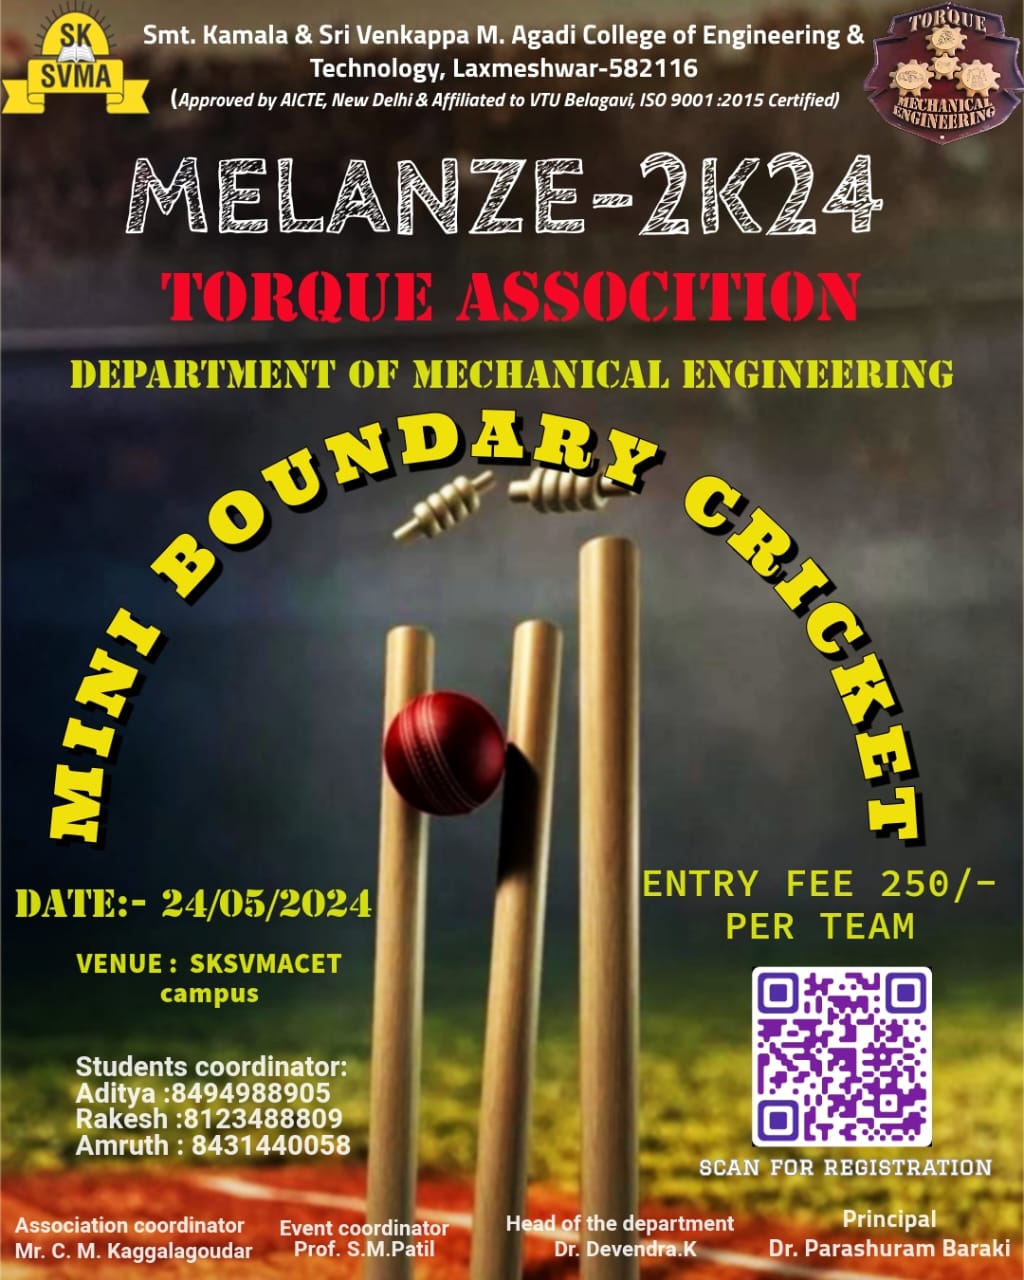 SK
SVMA
Smt. Kamala & Sri Venkappa M. Agadi College of Engineering &
Technology, Laxmeshwar-582116
(Approved by AICTE, New Delhi & Affiliated to VTU Belagavi, ISO 9001 :2015 Certified)
TORQUE
MECHANICAL
ENGINEERING
MELANZE-2K24
TORQUE ASSOCITION
DEPARTMENT OF MECHANICAL ENGINEERING
MINI BOUNDARY CRICKET
DATE:- 24/05/2024
VENUE : SKSVMACET
campus
ENTRY FEE 250/-
PER TEAM
Students coordinator:
Aditya :8494988905
Rakesh :8123488809
Amruth : 8431440058
SCAN FOR REGISTRATION
Association coordinator
Mr. C. M. Kaggalagoudar
Event coordinator
Prof. S.M.Patil
Head of the department
Dr. Devendra.K
Principal
Dr. Parashuram Baraki